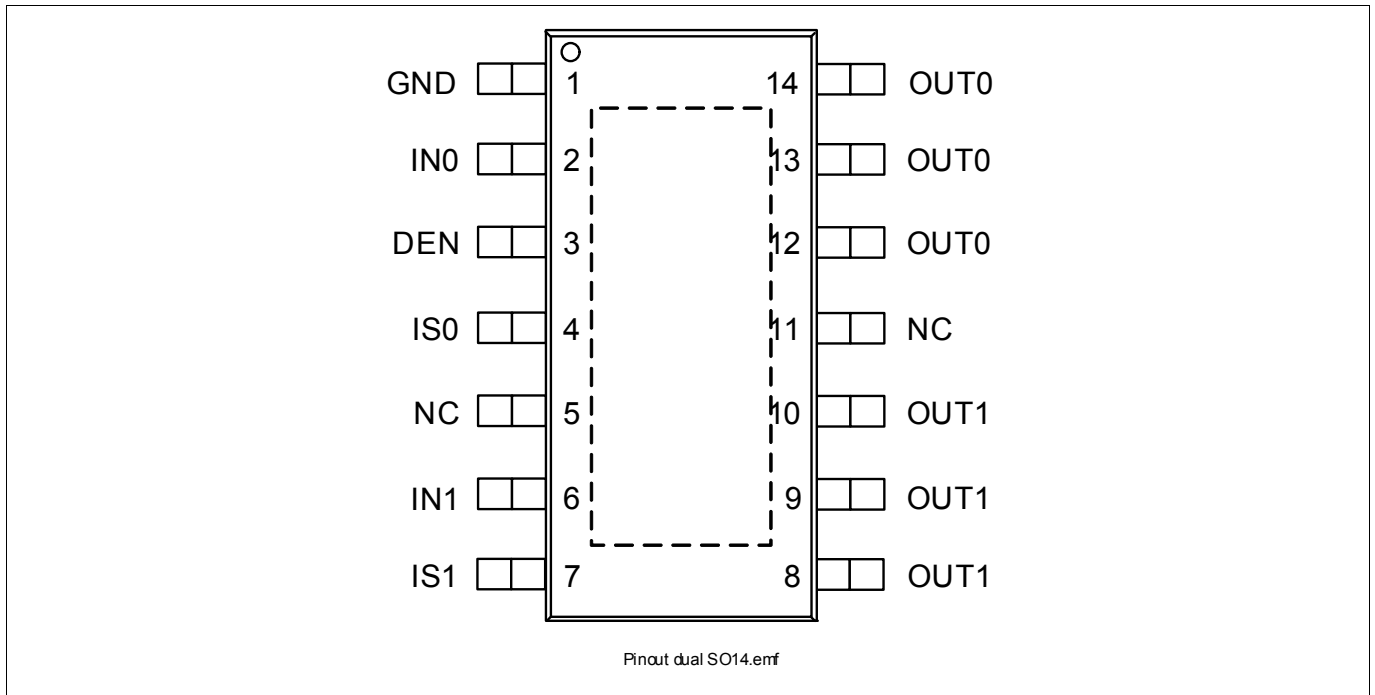 GND 1 14 OUT0
IN0 2 13 OUT0
DEN 3 12 OUT0
IS0 4 11 NC
NC 5 10 OUT1
IN1 6 9 OUT1
IS1 7 8 OUT1
Pinout dual SO14.emf